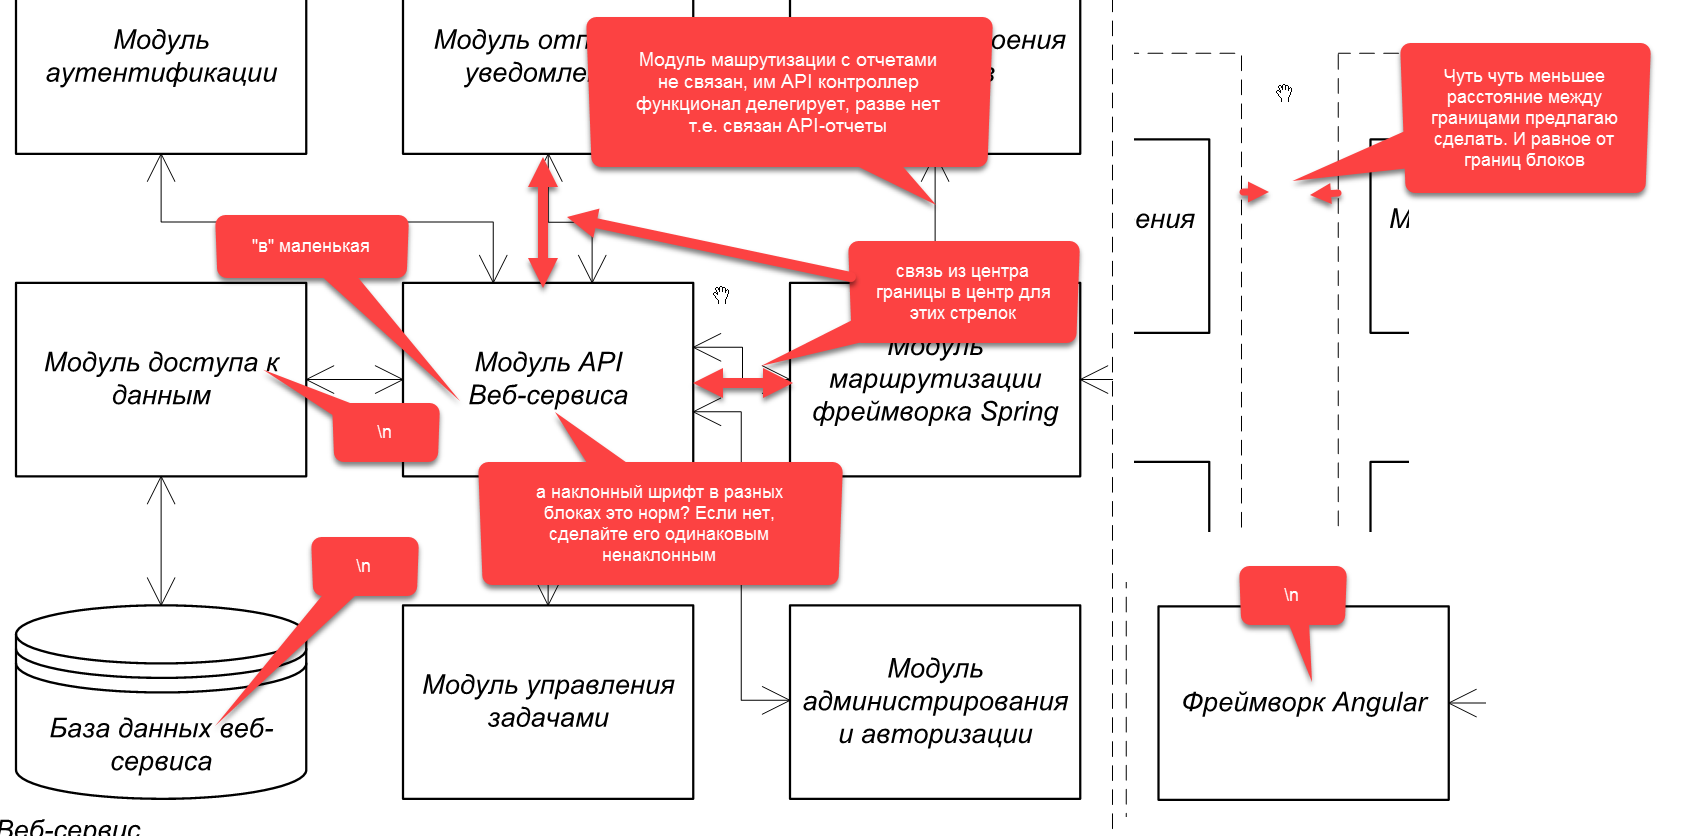 Модуль
аутентификации
Модуль
уведомле
оения
Модуль машрутизации с отчетами
не связан, им API контроллер
функционал делегирует, разве нет
т.е. связан API-отчеты
Чуть чуть меньшее
расстояние между
границами предлагаю
сделать. И равное от
границ блоков
ения
М
"в" маленькая
связь из центра
границы в центр для
этих стрелок
Модуль доступа к
данным
\n
Модуль API
Веб-сервиса
Модуль
маршрутизации
фреймворка Spring
а наклонный шрифт в разных
блоках это норм? Если нет,
сделайте его одинаковым
ненаклонным
\n
\n
База данных веб-
сервиса
Модуль управления
задачами
Модуль
администрирования
и авторизации
Фреймворк Angular
Веб-сервис